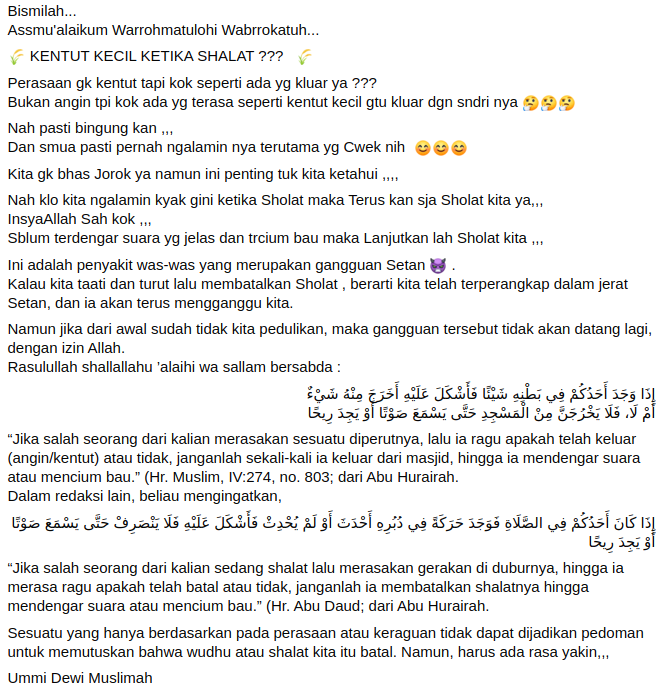 Bismilah...
Assmu'alaikum Warrohmatulohi Wabrrokatuh...
🌾 KENTUT KECIL KETIKA SHALAT ??? 🌾
Perasaan gk kentut tapi kok seperti ada yg kluar ya ???
Bukan angin tpi kok ada yg terasa seperti kentut kecil gtu kluar dgn sndri nya 🤔🤔🤔
Nah pasti bingung kan ,,,
Dan smua pasti pernah ngalamin nya terutama yg Cwek nih 😊😊😊
Kita gk bhas Jorok ya namun ini penting tuk kita ketahui ,,,,
Nah klo kita ngalamin kyak gini ketika Sholat maka Terus kan sja Sholat kita ya,,,
InsyaAllah Sah kok ,,,
Sblum terdengar suara yg jelas dan trcium bau maka Lanjutkan lah Sholat kita ,,,
Ini adalah penyakit was-was yang merupakan gangguan Setan 😈 .
Kalau kita taati dan turut lalu membatalkan Sholat , berarti kita telah terperangkap dalam jerat
Setan, dan ia akan terus mengganggu kita.
Namun jika dari awal sudah tidak kita pedulikan, maka gangguan tersebut tidak akan datang lagi,
dengan izin Allah.
Rasulullah shallallahu 'alaihi wa sallam bersabda :
إِذَا وَجَدَ أَحَدُكُمْ فِي بَطْنِهِ شَيْئًا فَأَشْكَلَ عَلَيْهِ أَخَرَجَ مِنْهُ شَيْءٌ
أَمْ لَا، فَلَا يَخْرُجَنَّ مِنْ الْمَسْجِدِ حَتَّى يَسْمَعَ صَوْتًا أَوْ يَجِدَ رِيحًا
“Jika salah seorang dari kalian merasakan sesuatu diperutnya, lalu ia ragu apakah telah keluar
(angin/kentut) atau tidak, janganlah sekali-kali ia keluar dari masjid, hingga ia mendengar suara
atau mencium bau.” (Hr. Muslim, IV:274, no. 803; dari Abu Hurairah.
Dalam redaksi lain, beliau mengingatkan,
إِذَا كَانَ أَحَدُكُمْ فِي الصَّلَاةِ فَوَجَدَ حَرَكَةً فِي دُبُرِهِ أَحْدَثَ أَوْ لَمْ يُحْدِثْ فَأَشْكَلَ عَلَيْهِ فَلَا يَنْصَرِفْ حَتَّى يَسْمَعَ صَوْتًا
أَوْ يَجِدَ رِيحًا
“Jika salah seorang dari kalian sedang shalat lalu merasakan gerakan di duburnya, hingga ia
merasa ragu apakah telah batal atau tidak, janganlah ia membatalkan shalatnya hingga
mendengar suara atau mencium bau.” (Hr. Abu Daud; dari Abu Hurairah.
Sesuatu yang hanya berdasarkan pada perasaan atau keraguan tidak dapat dijadikan pedoman
untuk memutuskan bahwa wudhu atau shalat kita itu batal. Namun, harus ada rasa yakin,,,
Ummi Dewi Muslimah